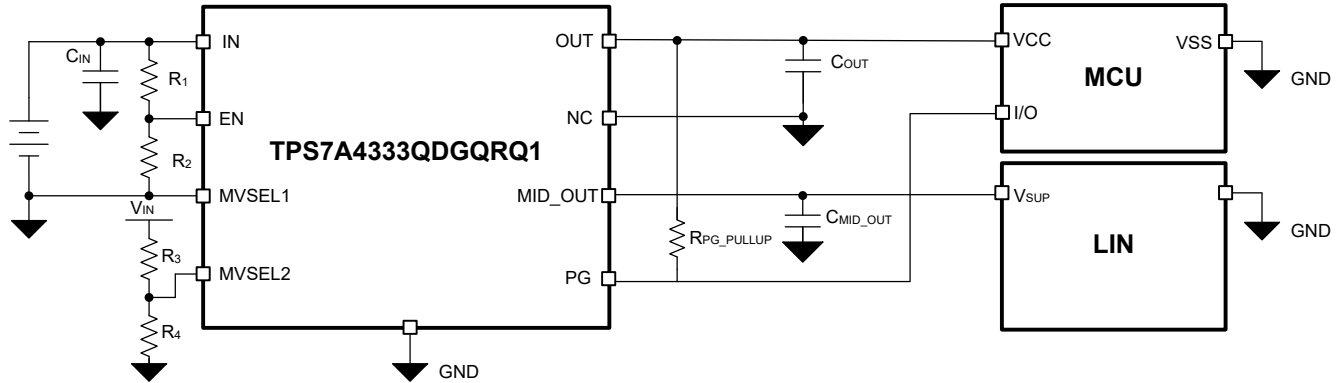 IN
OUT
VCC
VSS
CIN
R1
COUT
MCU
GND
EN
NC
I/O
R2
TPS7A4333QDGQRQ1
MVSEL1
MID_OUT
VSUP
VIN
CMID_OUT
RPG_PULLUP
GND
R3
LIN
MVSEL2
PG
R4
GND